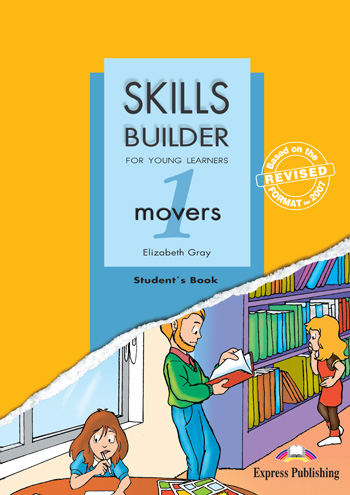 SKILLS
BUILDER
FOR YOUNG LEARNERS
1
movers
Elizabeth Gray
Student's Book
Based on the
REVISED
FORMAT for 2007
Express Publishing